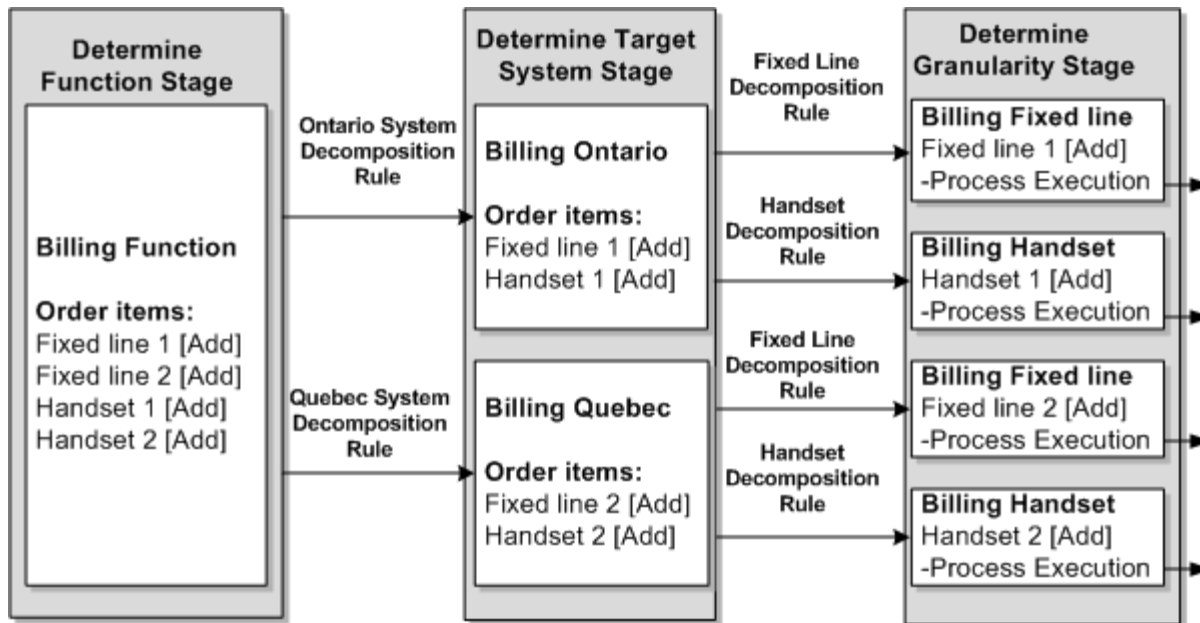 Determine
Function Stage
Billing Function
Order items:
Fixed line 1 [Add]
Fixed line 2 [Add]
Handset 1 [Add]
Handset 2 [Add]
Ontario System
Decomposition
Rule
Quebec System
Decomposition
Rule
Determine Target
System Stage
Billing Ontario
Order items:
Fixed line 1 [Add]
Handset 1 [Add]
Billing Quebec
Order items:
Fixed line 2 [Add]
Handset 2 [Add]
Fixed Line
Decomposition
Rule
Handset
Decomposition
Rule
Fixed Line
Decomposition
Rule
Handset
Decomposition
Rule
Determine
Granularity Stage
Billing Fixed line
Fixed line 1 [Add]
-Process Execution
Billing Handset
Handset 1 [Add]
-Process Execution
Billing Fixed line
Fixed line 2 [Add]
-Process Execution
Billing Handset
Handset 2 [Add]
-Process Execution